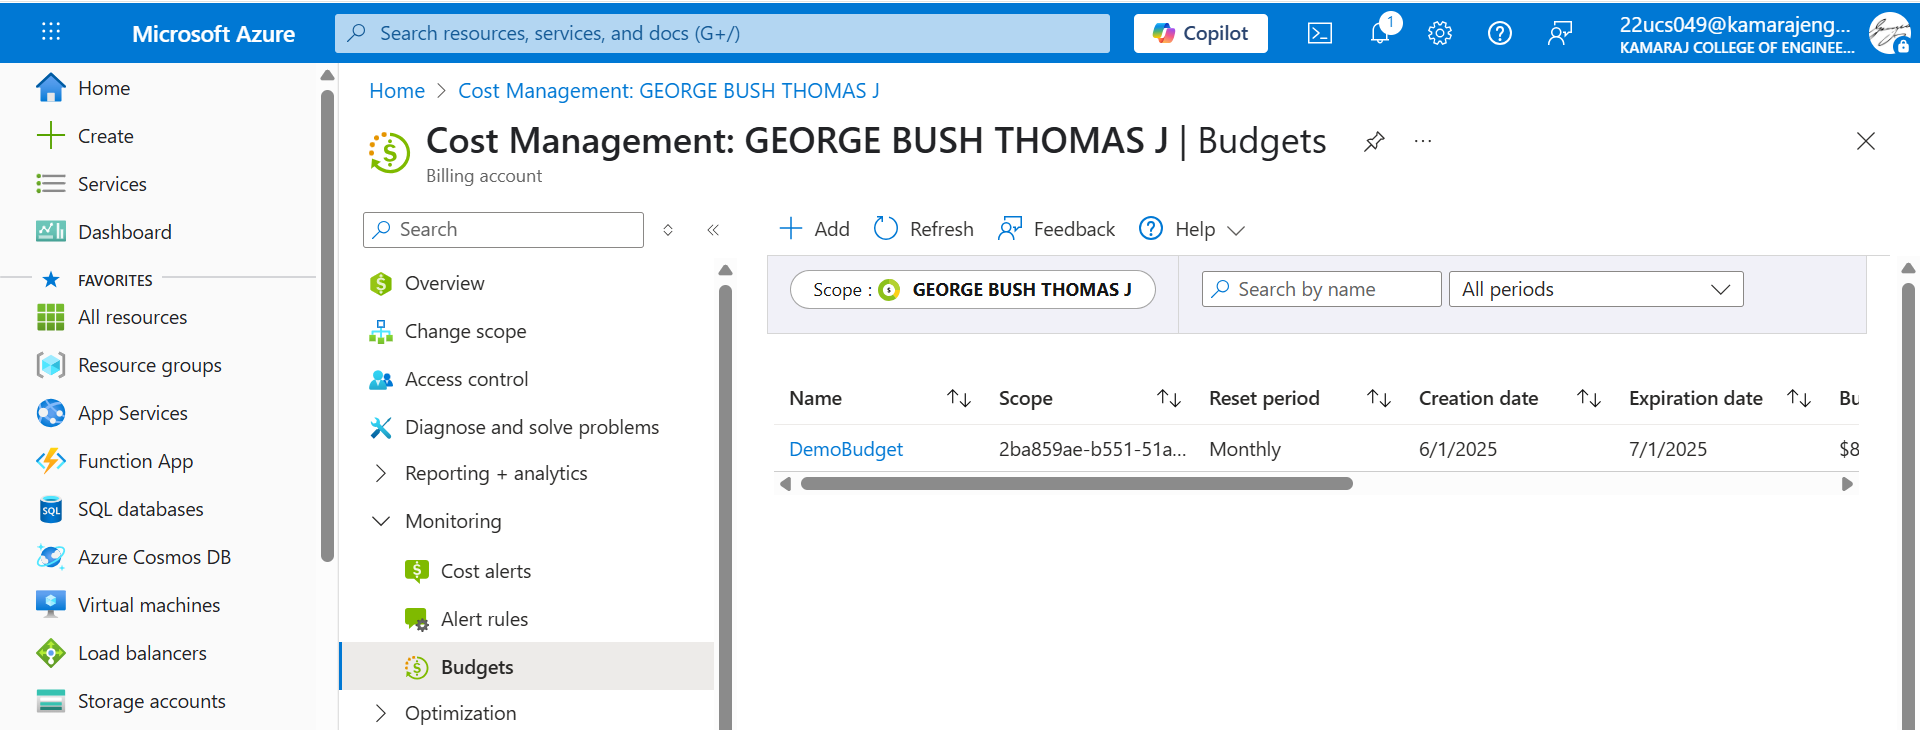 Microsoft Azure
Search resources, services, and docs (G+/)
Copilot
1
22ucs049@kamarajeng...
KAMARAJ COLLEGE OF ENGINEE...
Home
Create
Services
Dashboard
FAVORITES
All resources
Resource groups
App Services
Function App
SQL databases
Azure Cosmos DB
Virtual machines
Load balancers
Storage accounts
Home > Cost Management: GEORGE BUSH THOMAS J
Cost Management: GEORGE BUSH THOMAS J | Budgets
Billing account
Search
Overview
Change scope
Access control
Diagnose and solve problems
Reporting + analytics
Monitoring
Cost alerts
Alert rules
Budgets
Optimization
Add Refresh Feedback Help
Scope : GEORGE BUSH THOMAS J
Search by name
All periods
Name Scope Reset period Creation date Expiration date Bu
DemoBudget 2ba859ae-b551-51a... Monthly 6/1/2025 7/1/2025 $8